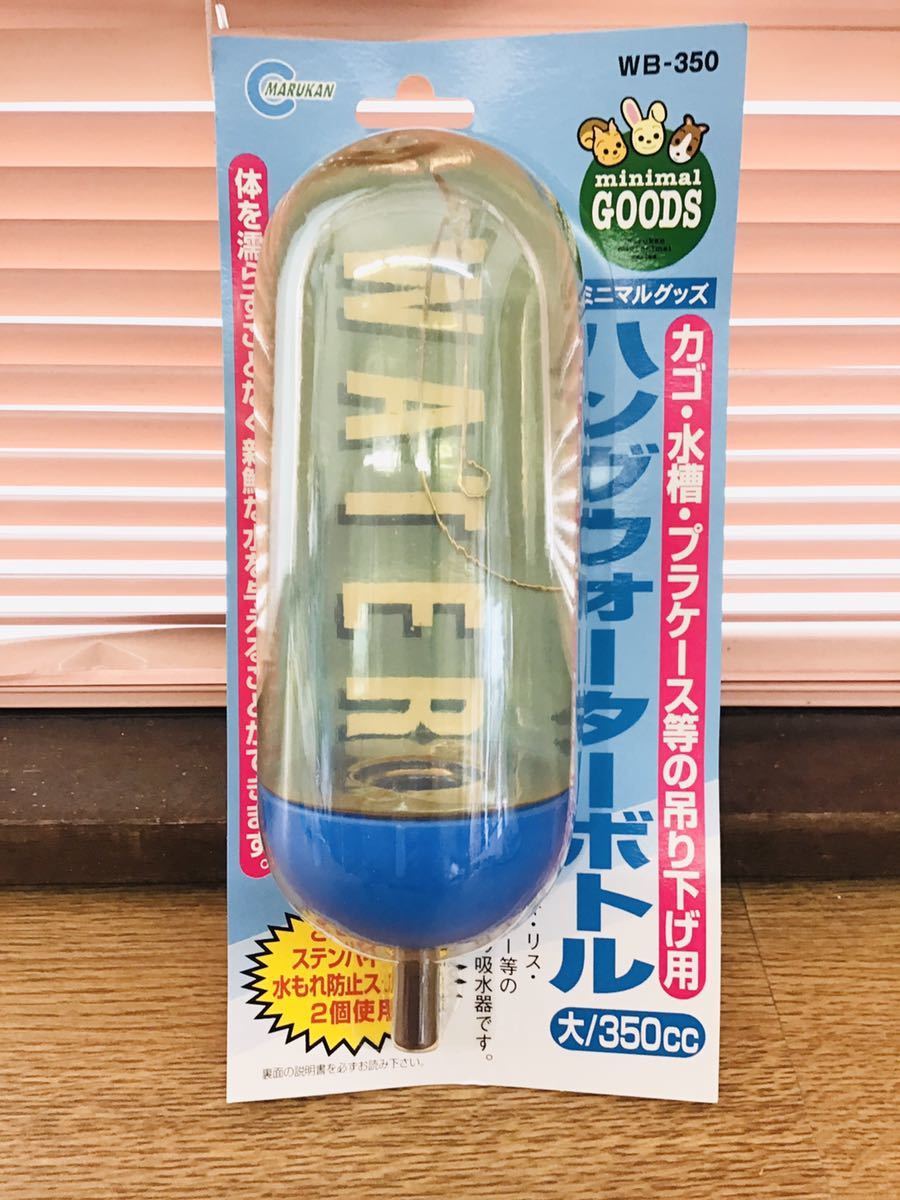 MARUKAN
WB-350
minimal
GOODS
ミニマルグッズ
カゴ・水槽・プラケース等の吊り下げ用
ハングウォーターボトル
大/350cc
体を濡らすことなく新鮮な水を与えることができます。
WATER
ステンレ
水もれ防止ス
2個使用
リス・
ー等の
吸水器です。
裏面の説明書を必ずお読み下さい。